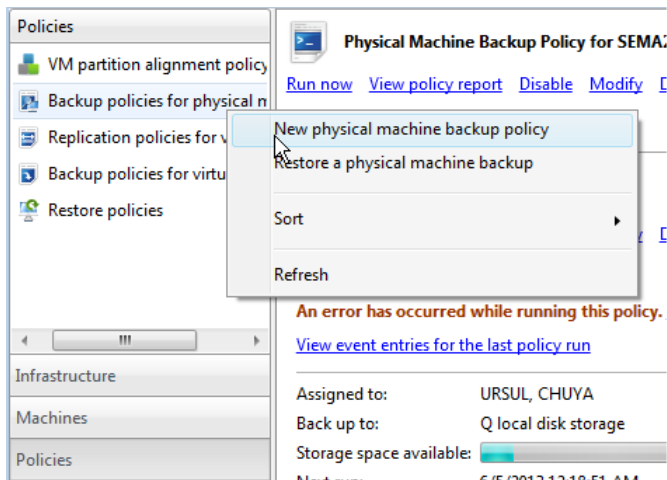 Policies
VM partition alignment policy
Backup policies for physical m
Replication policies for v
Backup policies for virtu
Restore policies
Infrastructure
Machines
Policies
Physical Machine Backup Policy for SEMA2
Run now View policy report Disable Modify D
New physical machine backup policy
Restore a physical machine backup
Sort
Refresh
An error has occurred while running this policy.
View event entries for the last policy run
Assigned to: URSUL, CHUYA
Back up to: Q local disk storage
Storage space available: